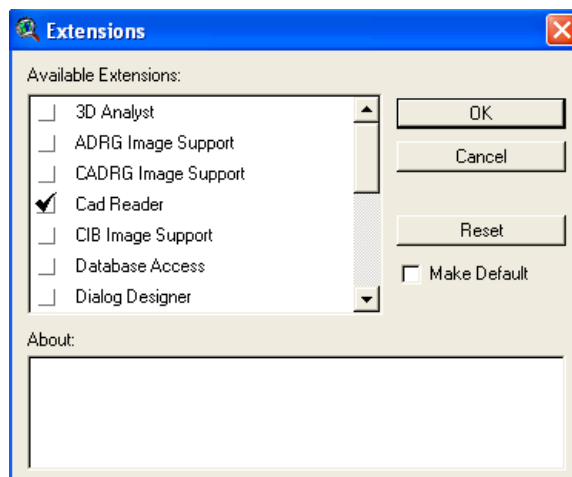 Extensions
Available Extensions:
3D Analyst
ADRG Image Support
CADRG Image Support
Cad Reader
CIB Image Support
Database Access
Dialog Designer
OK
Cancel
Reset
Make Default
About: